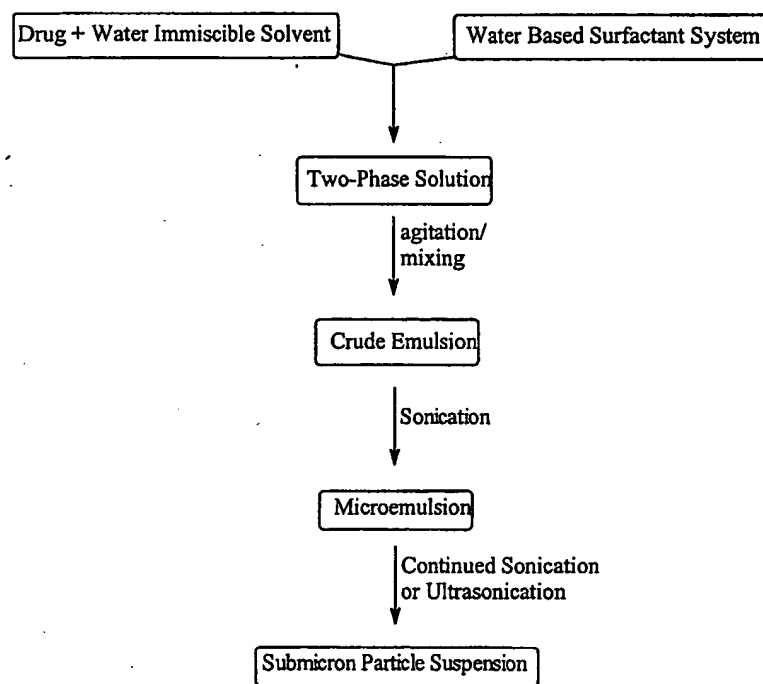 Drug + Water Immiscible Solvent
Water Based Surfactant System
Two-Phase Solution
agitation/
mixing
Crude Emulsion
Sonication
Microemulsion
Continued Sonication
or Ultrasonication
Submicron Particle Suspension